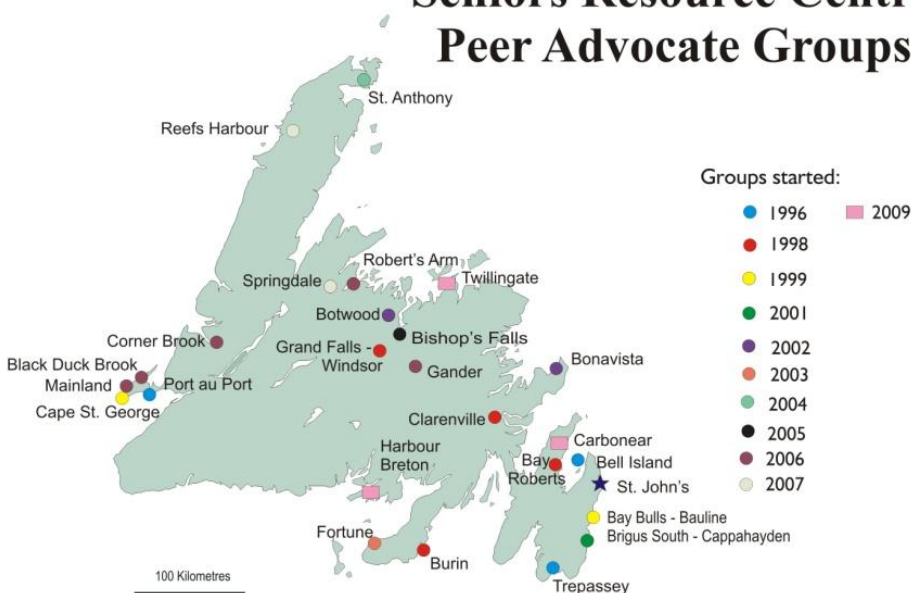 Seniors Resource Centr
Peer Advocate Groups
St. Anthony
Reefs Harbour
Groups started:
1996
2009
1998
1999
2001
2002
2003
2004
2005
2006
2007
Robert's Arm
Springdale
Twillingate
Botwood
Bishop's Falls
Corner Brook
Grand Falls -
Windsor
Black Duck Brook
Gander
Bonavista
Mainland
Port au Port
Cape St. George
Clarenville
Harbour
Breton
Carbonear
Bay
Roberts
Bell Island
St. John's
Bay Bulls - Bauline
Brigus South - Cappahayden
Fortune
Burin
Trepassey
100 Kilometres